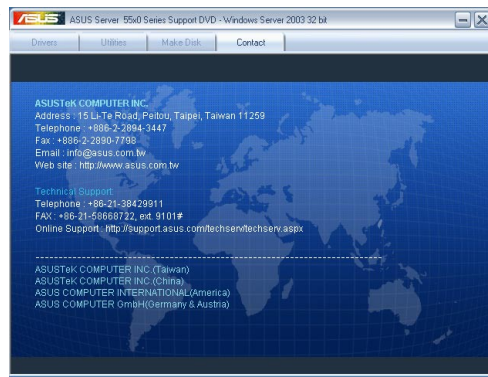 ASUS
ASUS Server 55x0 Series Support DVD - Windows Server 2003 32 bit
Drivers
Utilities
Make Disk
Contact
ASUSTeK COMPUTER INC.
Address : 15 Li-Te Road, Peitou, Taipei, Taiwan 11259
Telephone : +886-2-2894-3447
Fax : +886-2-2890-7798
Email : info@asus.com.tw
Web site : http://www.asus.com.tw
Technical Support:
Telephone : +86-21-38429911
FAX : +86-21-58668722, ext. 9101#
Online Support : http://support.asus.com/techserv/techserv.aspx
ASUSTeK COMPUTER INC.(Taiwan)
ASUSTeK COMPUTER INC.(China)
ASUS COMPUTER INTERNATIONAL(America)
ASUS COMPUTER GmbH(Germany & Austria)